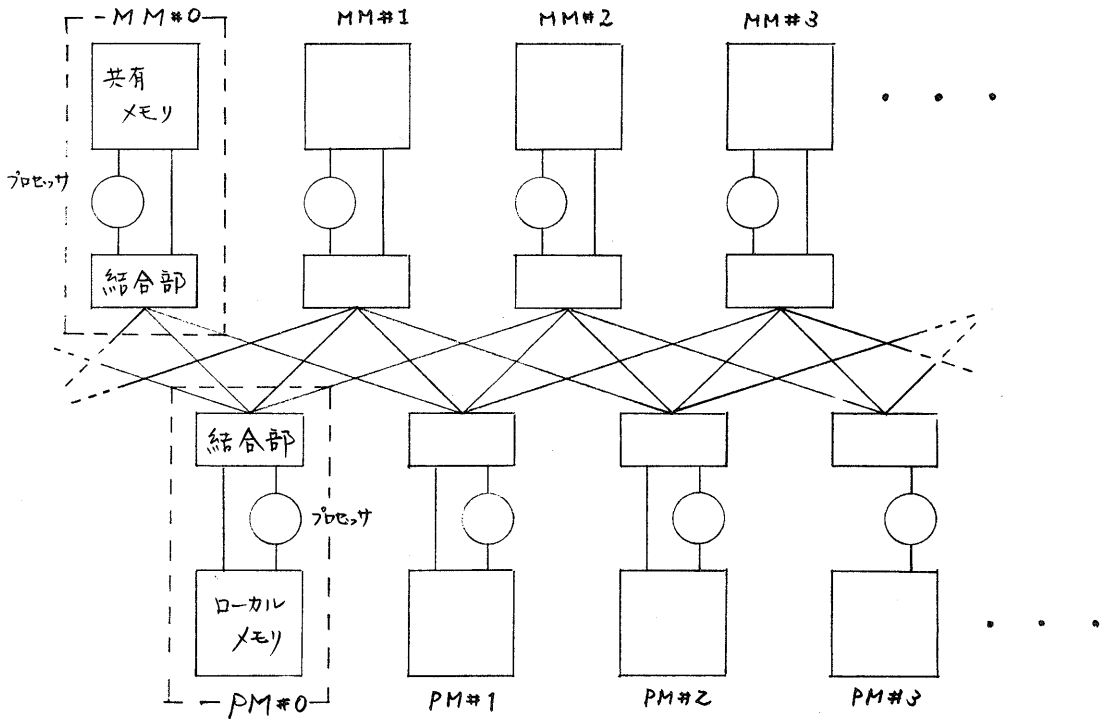 MM#0
MM#1
MM#2
MM#3
共有
メモリ
プロセッサ
結合部
結合部
プロセッサ
ローカル
メモリ
PM#0
PM#1
PM#2
PM#3